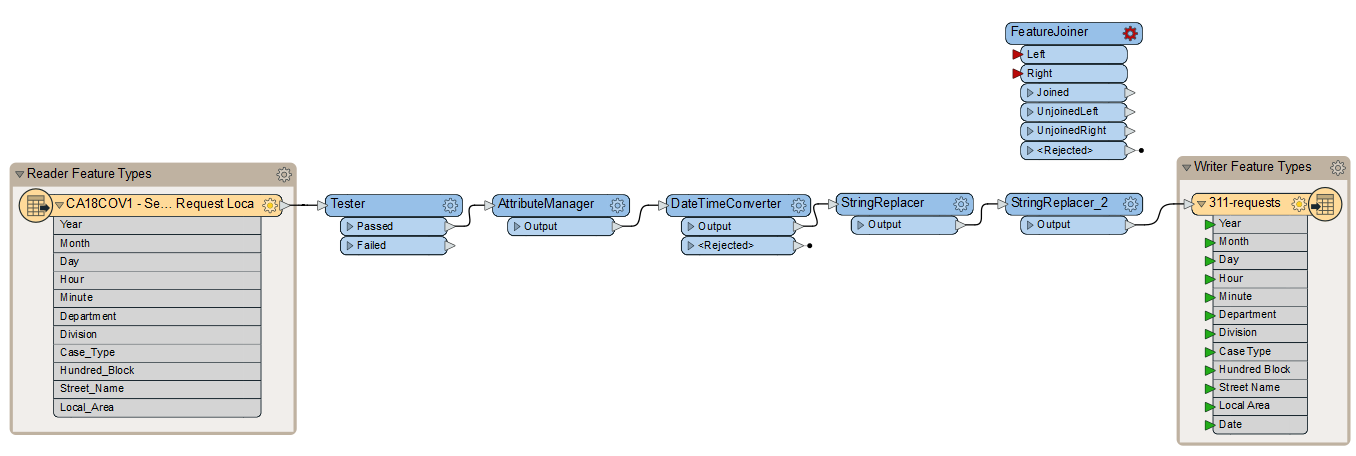 FeatureJoiner
Left
Right
Joined
UnjoinedLeft
UnjoinedRight
<Rejected>
Reader Feature Types
CA18COV1 - Se... Request Loca
Year
Month
Day
Hour
Minute
Department
Division
Case_Type
Hundred_Block
Street_Name
Local_Area
Tester
Passed
Failed
AttributeManager
Output
DateTimeConverter
Output
<Rejected>
StringReplacer
Output
StringReplacer_2
Output
Writer Feature Types
311-requests
Year
Month
Day
Hour
Minute
Department
Division
Case Type
Hundred Block
Street Name
Local Area
Date